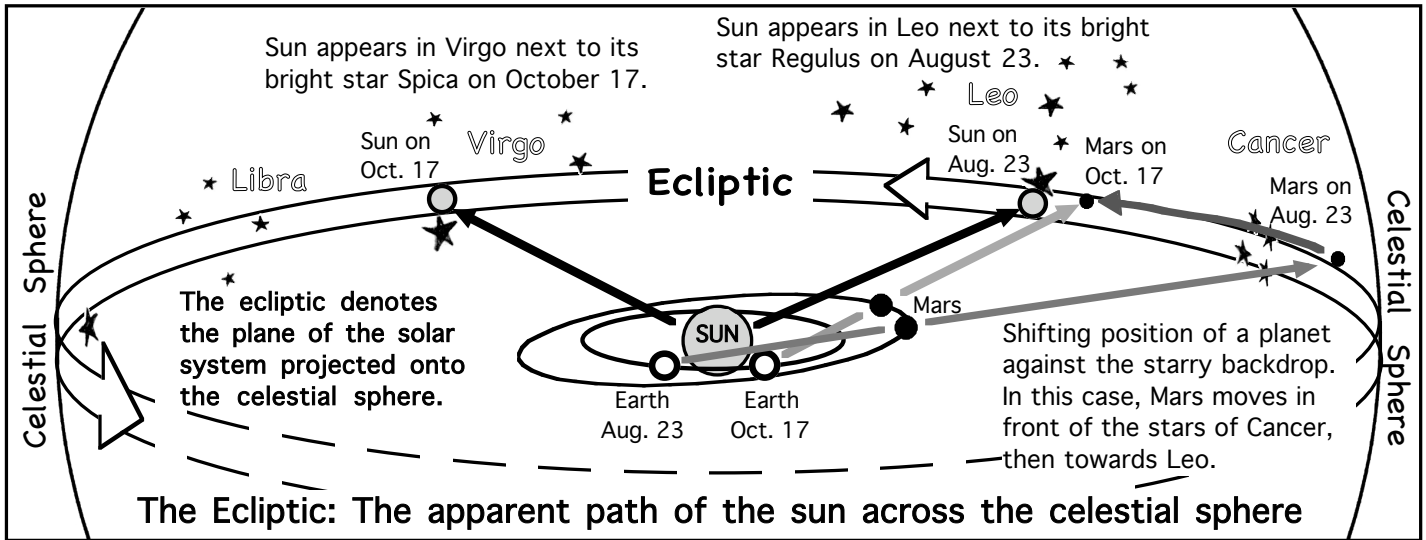 Sun appears in Virgo next to its
bright star Spica on October 17.
Sun appears in Leo next to its bright
star Regulus on August 23.
Leo
Sun on
Oct. 17
Virgo
Libra
Ecliptic
Sun on
Aug. 23
Mars on
Oct. 17
Cancer
Mars on
Aug. 23
Celestial Sphere
Celestial Sphere
The ecliptic denotes
the plane of the solar
system projected onto
the celestial sphere.
SUN
Mars
Earth
Aug. 23
Earth
Oct. 17
Shifting position of a planet
against the starry backdrop.
In this case, Mars moves in
front of the stars of Cancer,
then towards Leo.
The Ecliptic: The apparent path of the sun across the celestial sphere